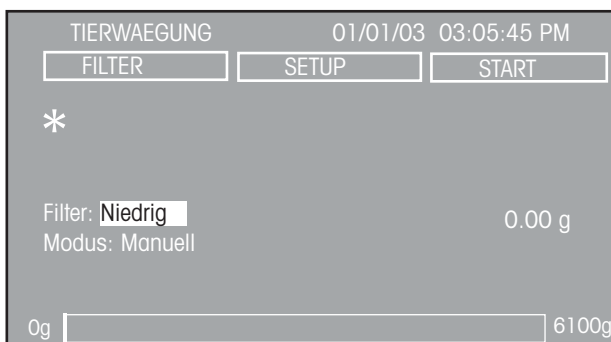 TIERWAEGUNG 01/01/03 03:05:45 PM
FILTER SETUP START
*
Filter: Niedrig 0.00 g
Modus: Manuell
0g 6100g